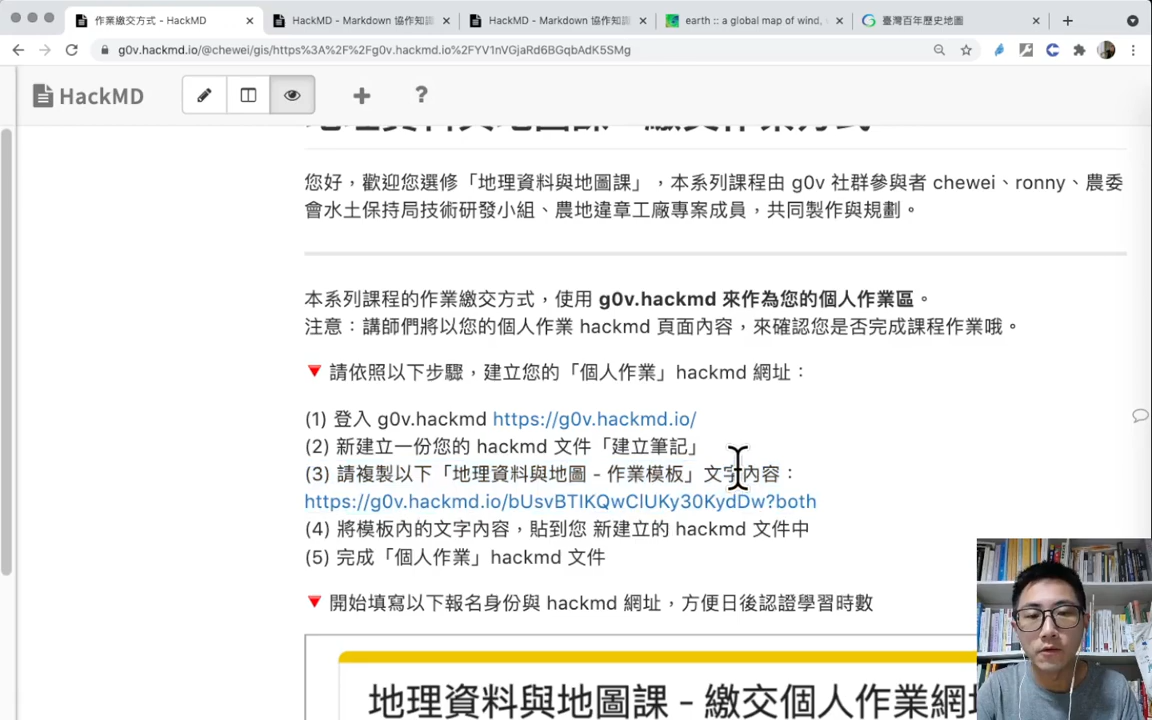 作業繳交方式 - HackMD
HackMD - Markdown 協作知識
HackMD - Markdown 協作知識
earth :: a global map of wind,
臺灣百年歷史地圖
g0v.hackmd.io/@chewei/gis/https%3A%2F%2Fg0v.hackmd.io%2FYV1nVGjaRd6BGqbAdK5SMg
HackMD
地理資料與地圖課 - 繳交作業方式
您好，歡迎您選修「地理資料與地圖課」，本系列課程由 g0v 社群參與者 chewei、ronny、農委
會水土保持局技術研發小組、農地違章工廠專案成員，共同製作與規劃。
本系列課程的作業繳交方式，使用 g0v.hackmd 來作為您的個人作業區。
注意：講師們將以您的個人作業 hackmd 頁面內容，來確認您是否完成課程作業哦。
🔻 請依照以下步驟，建立您的「個人作業」hackmd 網址：
(1) 登入 g0v.hackmd https://g0v.hackmd.io/
(2) 新建立一份您的 hackmd 文件「建立筆記」
(3) 請複製以下「地理資料與地圖 - 作業模板」文字內容：
https://g0v.hackmd.io/bUsvBTIKQwClUKy30KydDw?both
(4) 將模板內的文字內容，貼到您 新建立的 hackmd 文件中
(5) 完成「個人作業」hackmd 文件
🔻 開始填寫以下報名身份與 hackmd 網址，方便日後認證學習時數
地理資料與地圖課 - 繳交個人作業網址